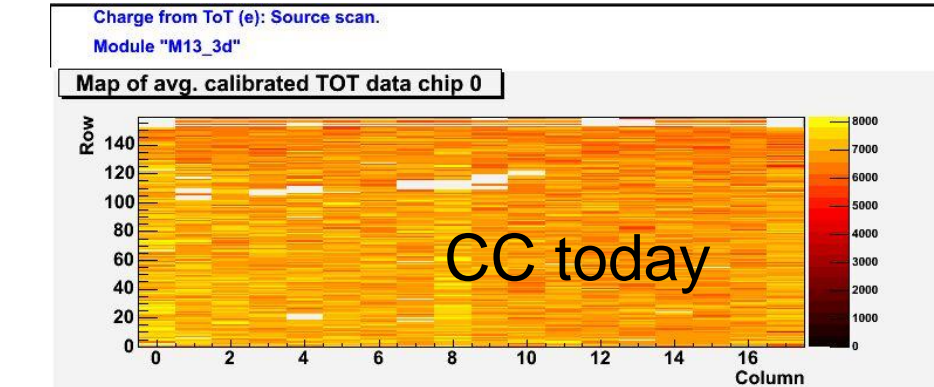 Charge from ToT (e): Source scan.
Module "M13_3d"
Map of avg. calibrated TOT data chip 0
Row
140
120
100
80
60
40
20
0
0 2 4 6 8 10 12 14 16
Column
8000
7000
6000
5000
4000
3000
2000
1000
0
CC today